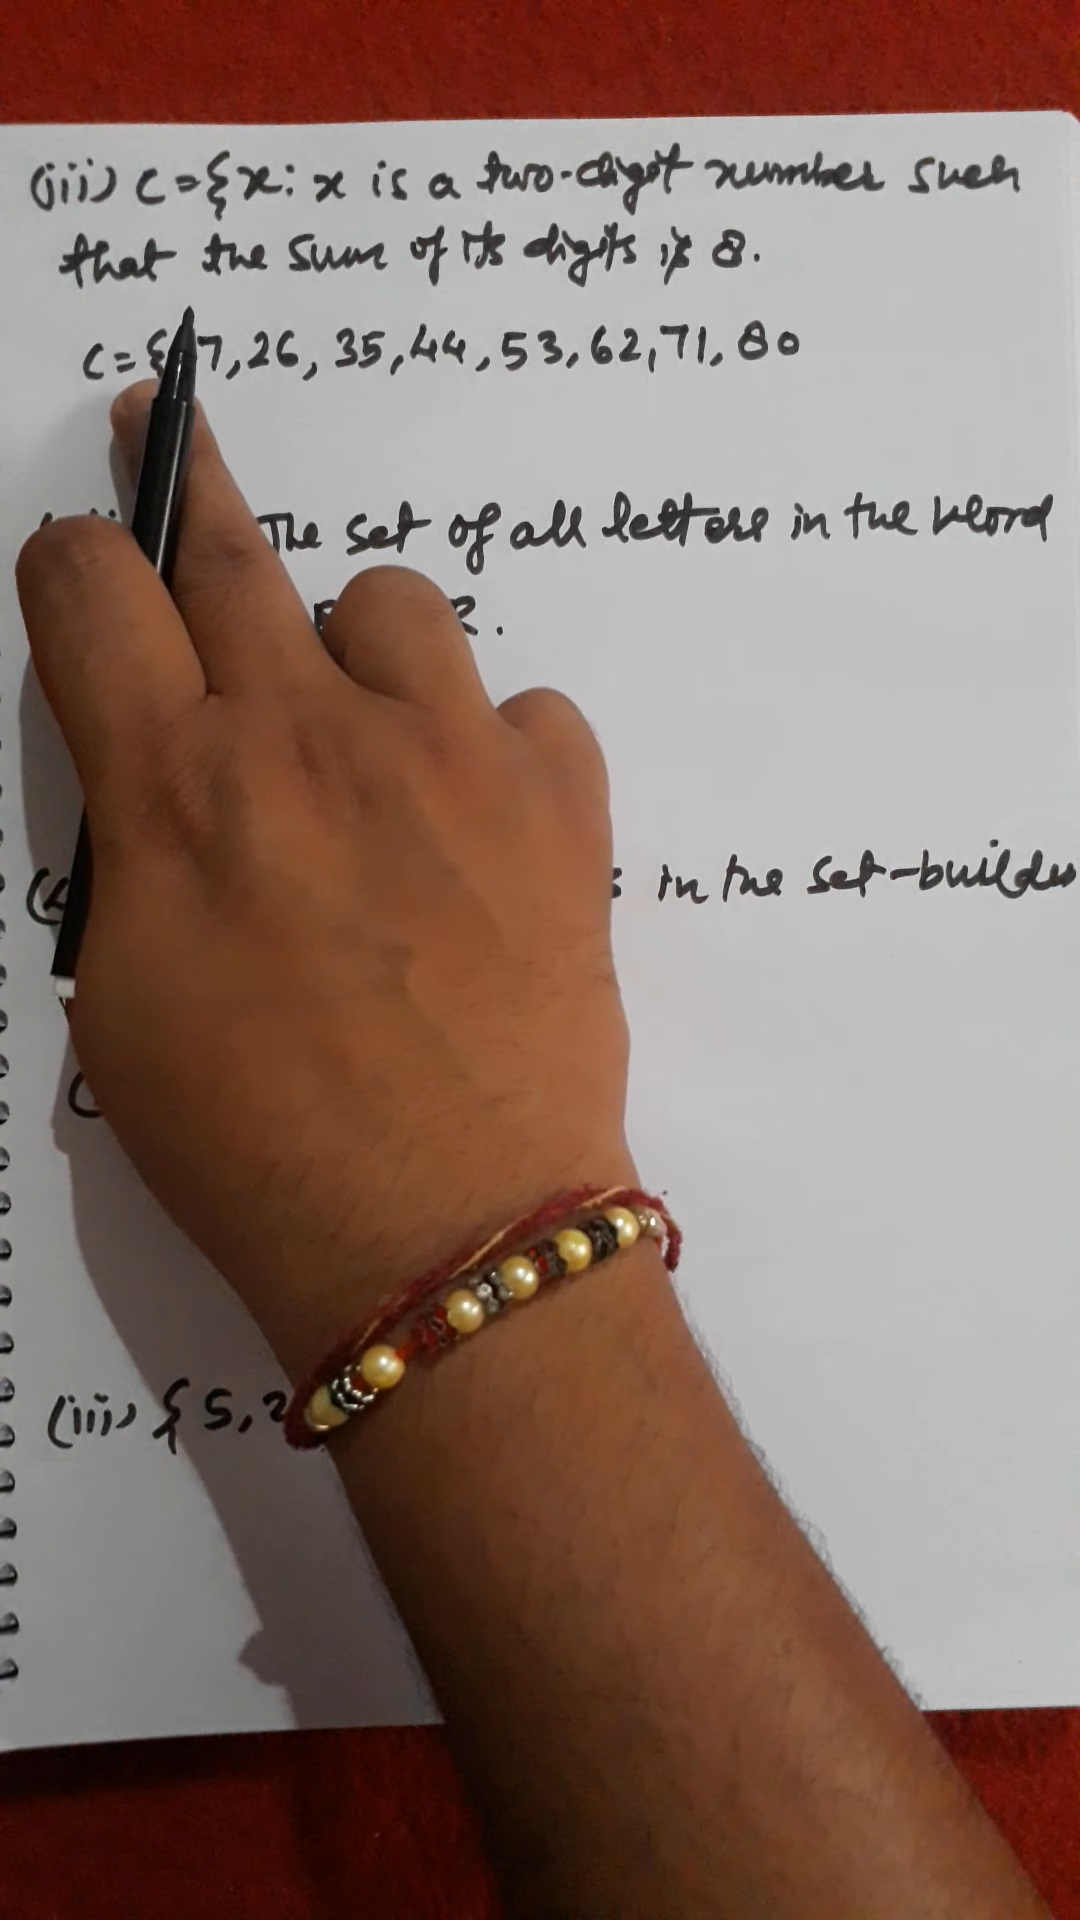 (iii) C={x: x is a two-digit number such
that the sum of its digits is 8.
C={ 7,26, 35,44,53,62,71,80
The set of all letters in the word
R.
in the set-builder
(iii) { 5,2